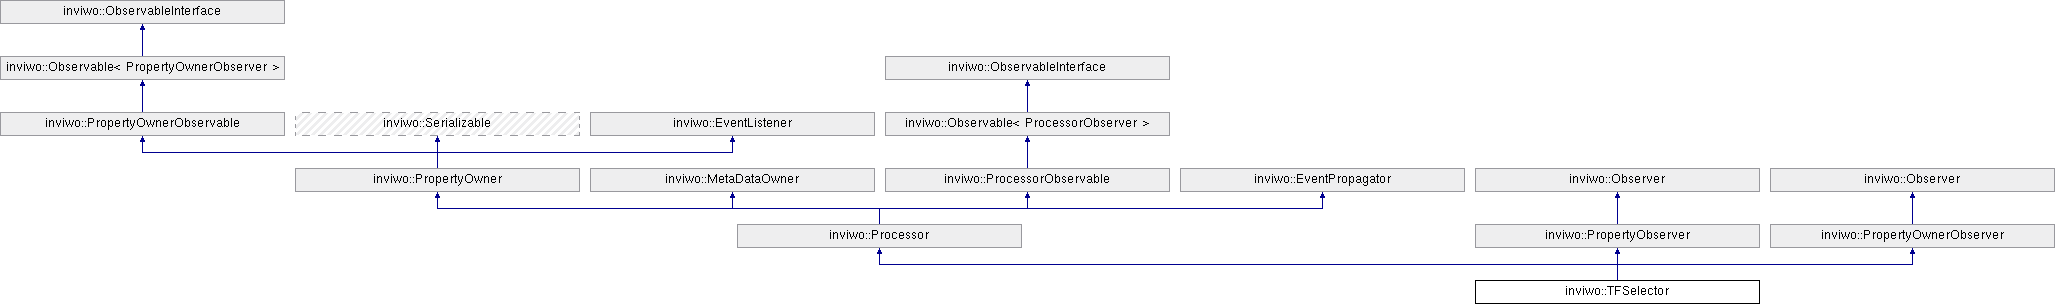 inviwo::ObservableInterface
inviwo::Observable< PropertyOwnerObserver >
inviwo::ObservableInterface
inviwo::PropertyOwnerObservable
inviwo::Serializable
inviwo::EventListener
inviwo::Observable< ProcessorObserver >
inviwo::PropertyOwner
inviwo::MetaDataOwner
inviwo::ProcessorObservable
inviwo::EventPropagator
inviwo::Observer
inviwo::Observer
inviwo::Processor
inviwo::PropertyObserver
inviwo::PropertyOwnerObserver
inviwo::TFSelector